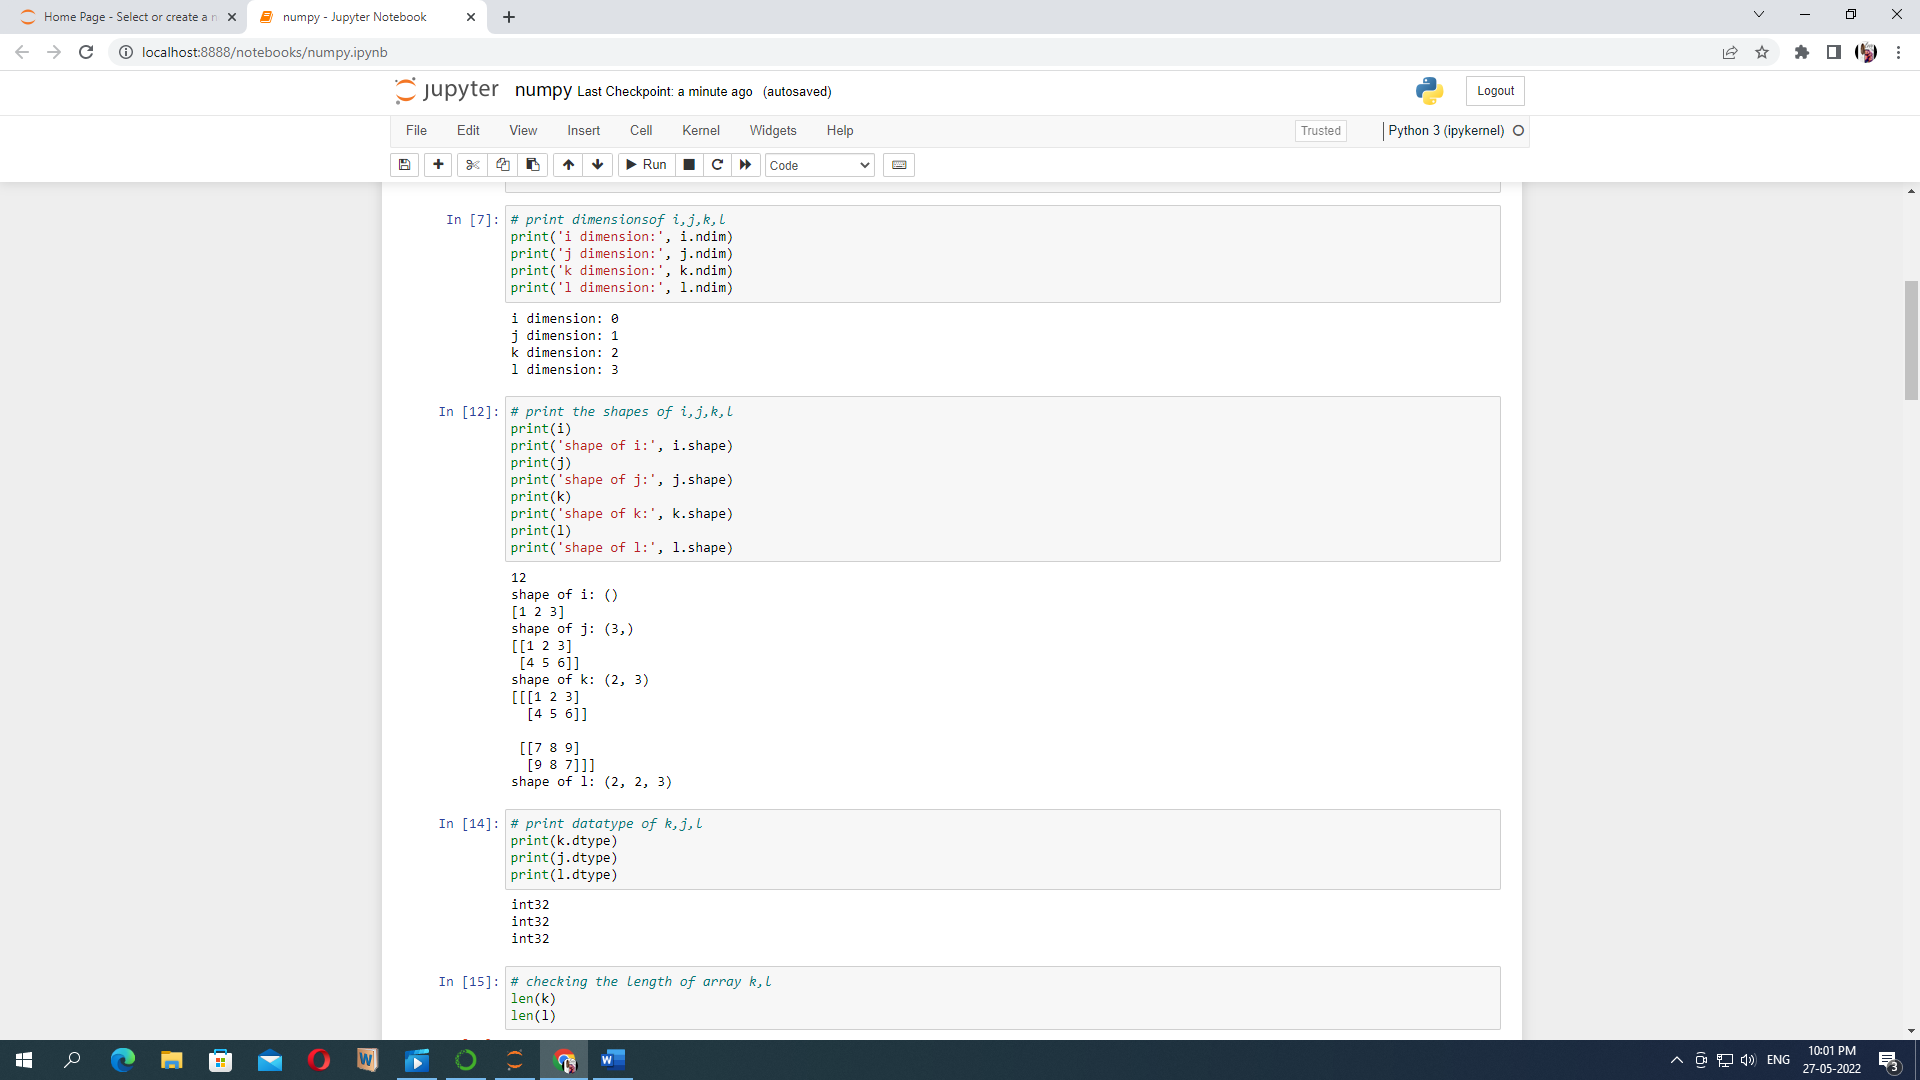 Home Page - Select or create a n
numpy - Jupyter Notebook
localhost:8888/notebooks/numpy.ipynb
jupyter numpy Last Checkpoint: a minute ago (autosaved)
Logout
File Edit View Insert Cell Kernel Widgets Help
Trusted
Python 3 (ipykernel)
Run
Code
In [7]: # print dimensionsof i,j,k,l
print('i dimension:', i.ndim)
print('j dimension:', j.ndim)
print('k dimension:', k.ndim)
print('l dimension:', l.ndim)
i dimension: 0
j dimension: 1
k dimension: 2
l dimension: 3
In [12]: # print the shapes of i,j,k,l
print(i)
print('shape of i:', i.shape)
print(j)
print('shape of j:', j.shape)
print(k)
print('shape of k:', k.shape)
print(l)
print('shape of l:', l.shape)
12
shape of i: ()
[1 2 3]
shape of j: (3,)
[[1 2 3]
 [4 5 6]]
shape of k: (2, 3)
[[[1 2 3]
  [4 5 6]]

 [[7 8 9]
  [9 8 7]]]
shape of l: (2, 2, 3)
In [14]: # print datatype of k,j,l
print(k.dtype)
print(j.dtype)
print(l.dtype)
int32
int32
int32
In [15]: # checking the length of array k,l
len(k)
len(l)
W
W
ENG
10:01 PM
27-05-2022
3